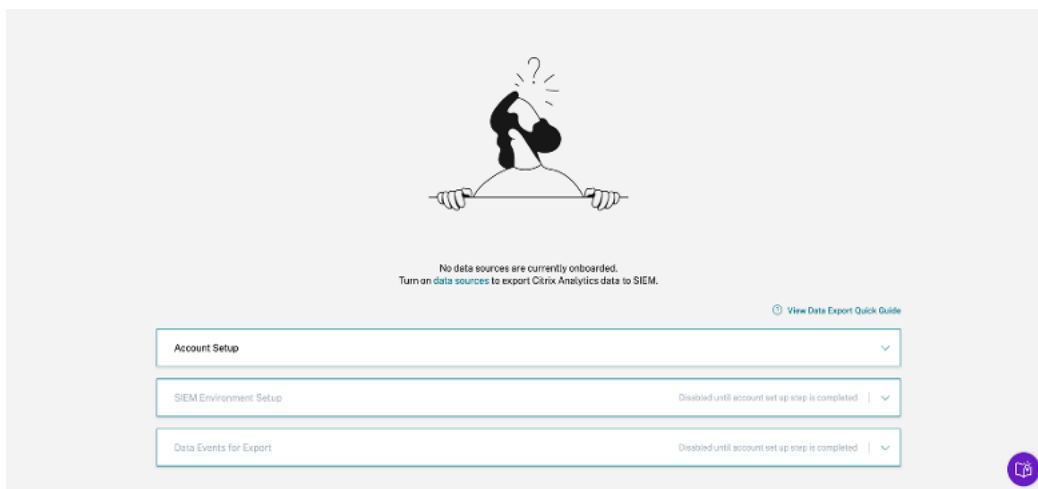 No data sources are currently onboarded.
Turn on data sources to export Citrix Analytics data to SIEM.
View Data Export Quick Guide
Account Setup
SIEM Environment Setup Disabled until account set up step is completed
Data Events for Export Disabled until account set up step is completed